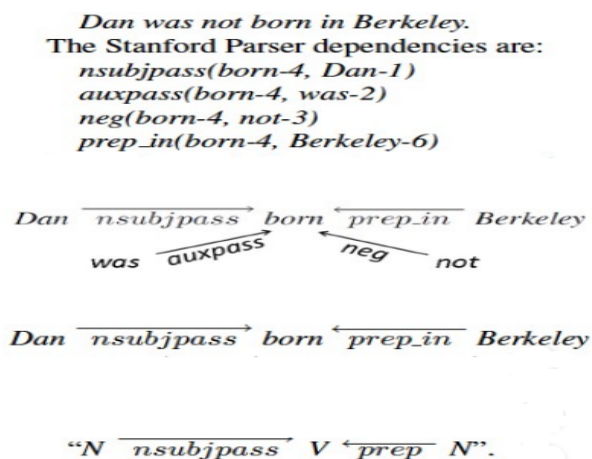 Dan was not born in Berkeley.
The Stanford Parser dependencies are:
nsubjpass(born-4, Dan-1)
auxpass(born-4, was-2)
neg(born-4, not-3)
prep_in(born-4, Berkeley-6)
Dan nsubjpass born prep_in Berkeley
was auxpass neg not
Dan nsubjpass born prep_in Berkeley
“N nsubjpass V prep N”.